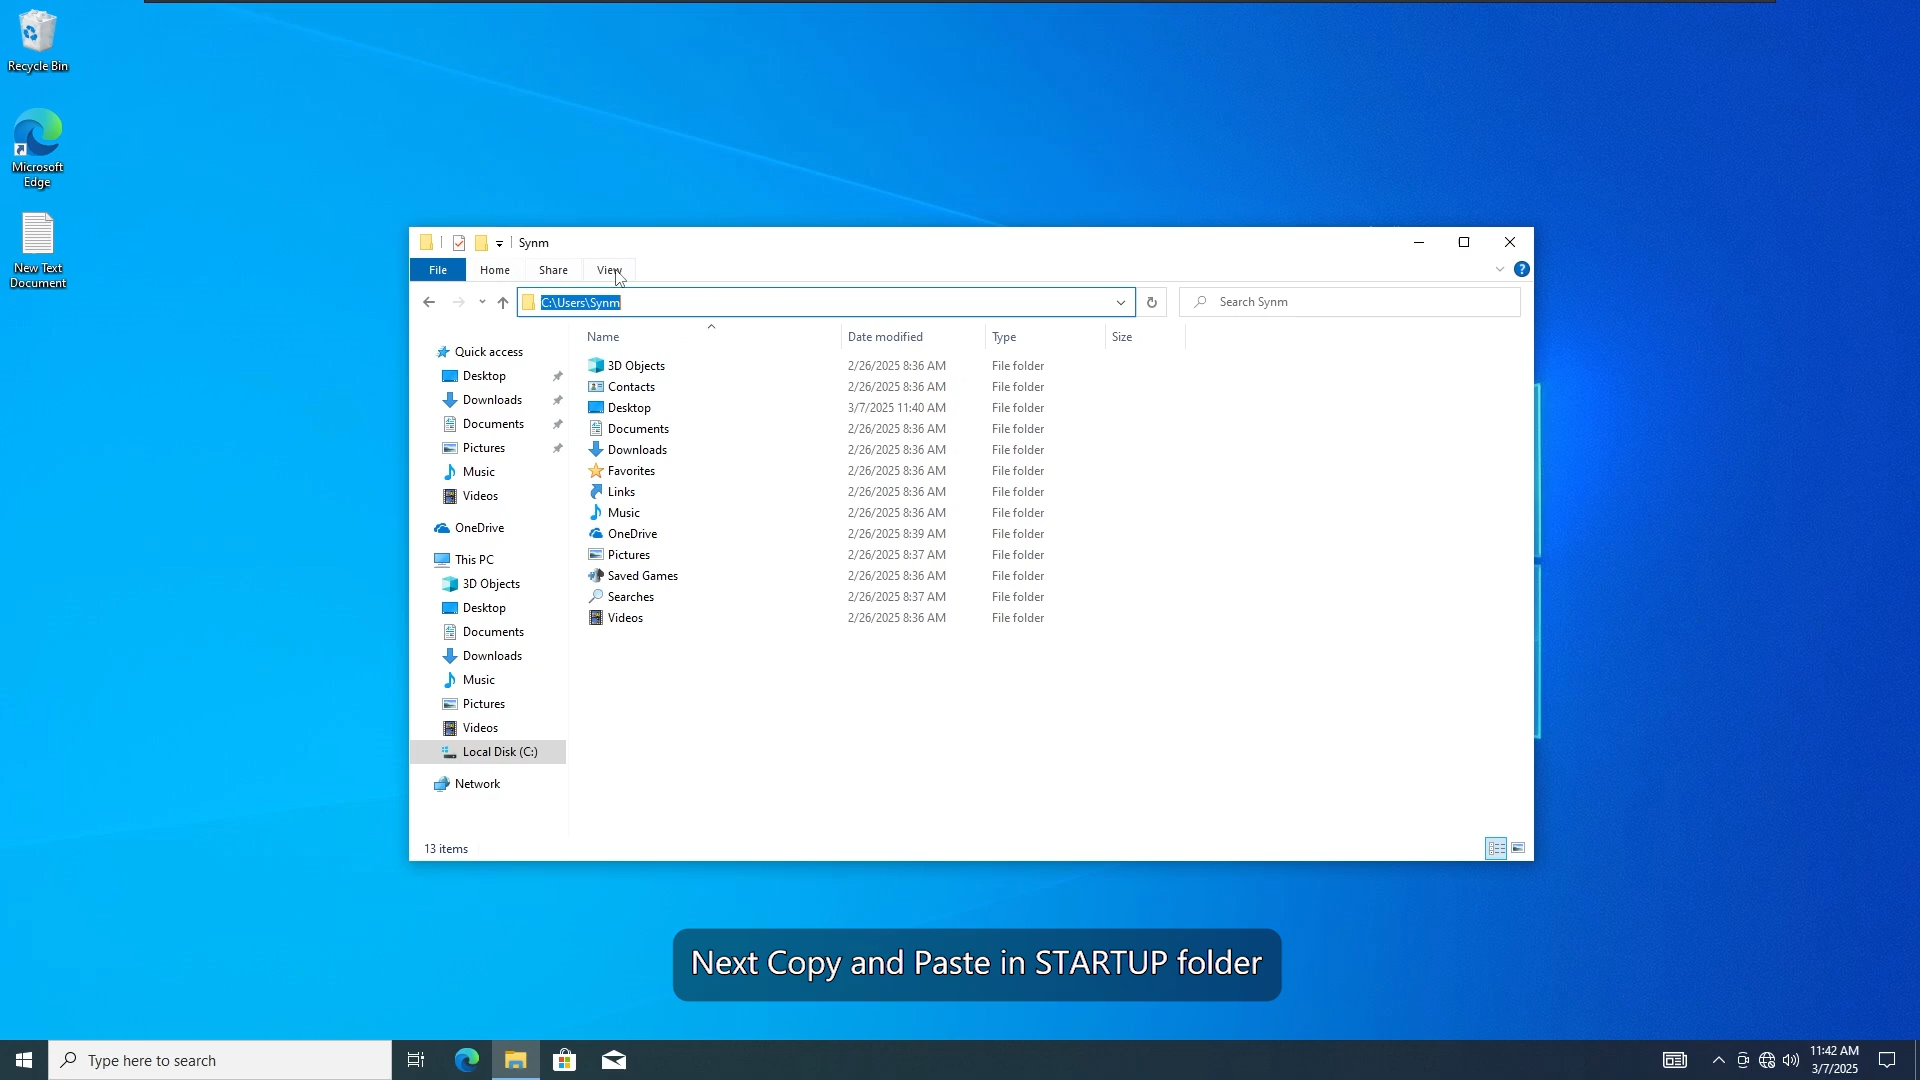 Recycle Bin
Microsoft
Edge
New Text
Document
Synm
File Home Share View
C:\Users\Synm
Search Synm
Name Date modified Type Size
Quick access
Desktop
Downloads
Documents
Pictures
Music
Videos
OneDrive
This PC
3D Objects
Desktop
Documents
Downloads
Music
Pictures
Videos
Local Disk (C:)
Network
3D Objects 2/26/2025 8:36 AM File folder
Contacts 2/26/2025 8:36 AM File folder
Desktop 3/7/2025 11:40 AM File folder
Documents 2/26/2025 8:36 AM File folder
Downloads 2/26/2025 8:36 AM File folder
Favorites 2/26/2025 8:36 AM File folder
Links 2/26/2025 8:36 AM File folder
Music 2/26/2025 8:36 AM File folder
OneDrive 2/26/2025 8:39 AM File folder
Pictures 2/26/2025 8:37 AM File folder
Saved Games 2/26/2025 8:36 AM File folder
Searches 2/26/2025 8:37 AM File folder
Videos 2/26/2025 8:36 AM File folder
13 items
Next Copy and Paste in STARTUP folder
Type here to search
11:42 AM
3/7/2025